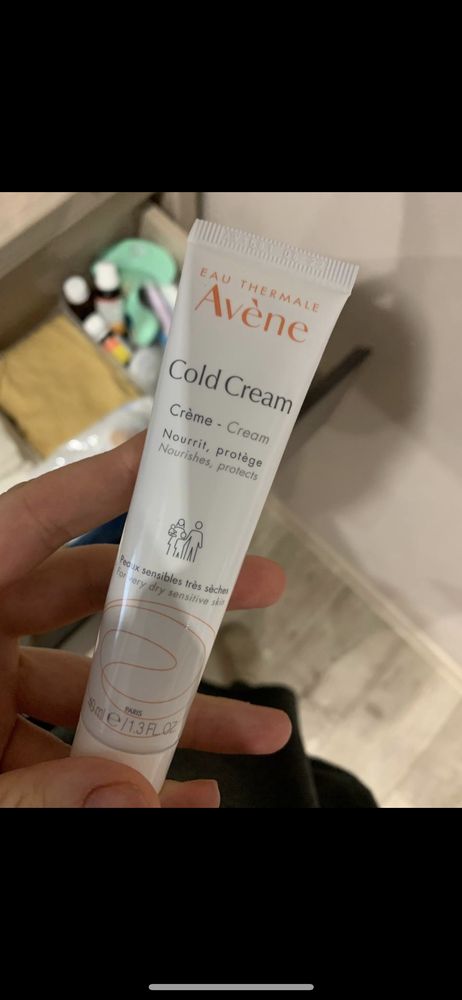 EAU THERMALE
Avène
Cold Cream
Crème - Cream
Nourrit, protège
Nourishes, protects
Peaux sensibles très sèches
For very dry sensitive skin
PARIS
ml e/1.3 FL.OZ.